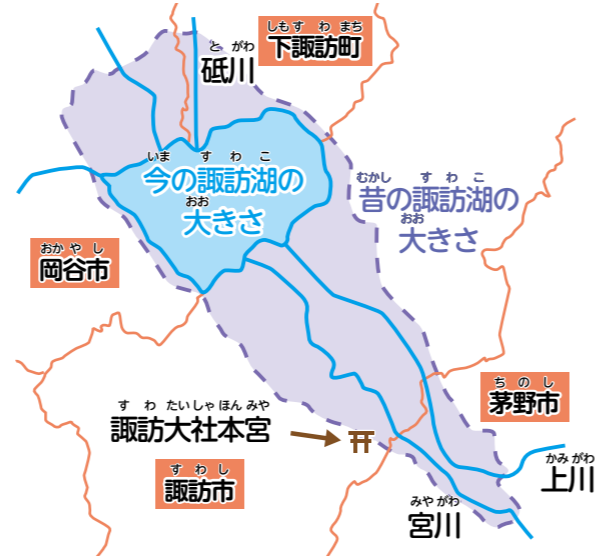 とがわ
砥川
しもすわまち
下諏訪町
いますわこ
今の諏訪湖の
おお
大きさ
むかしすわこ
昔の諏訪湖の
おお
大きさ
おかやし
岡谷市
ちのし
茅野市
すわたいしゃほんみや
諏訪大社本宮
すわし
諏訪市
かみがわ
上川
みやがわ
宮川